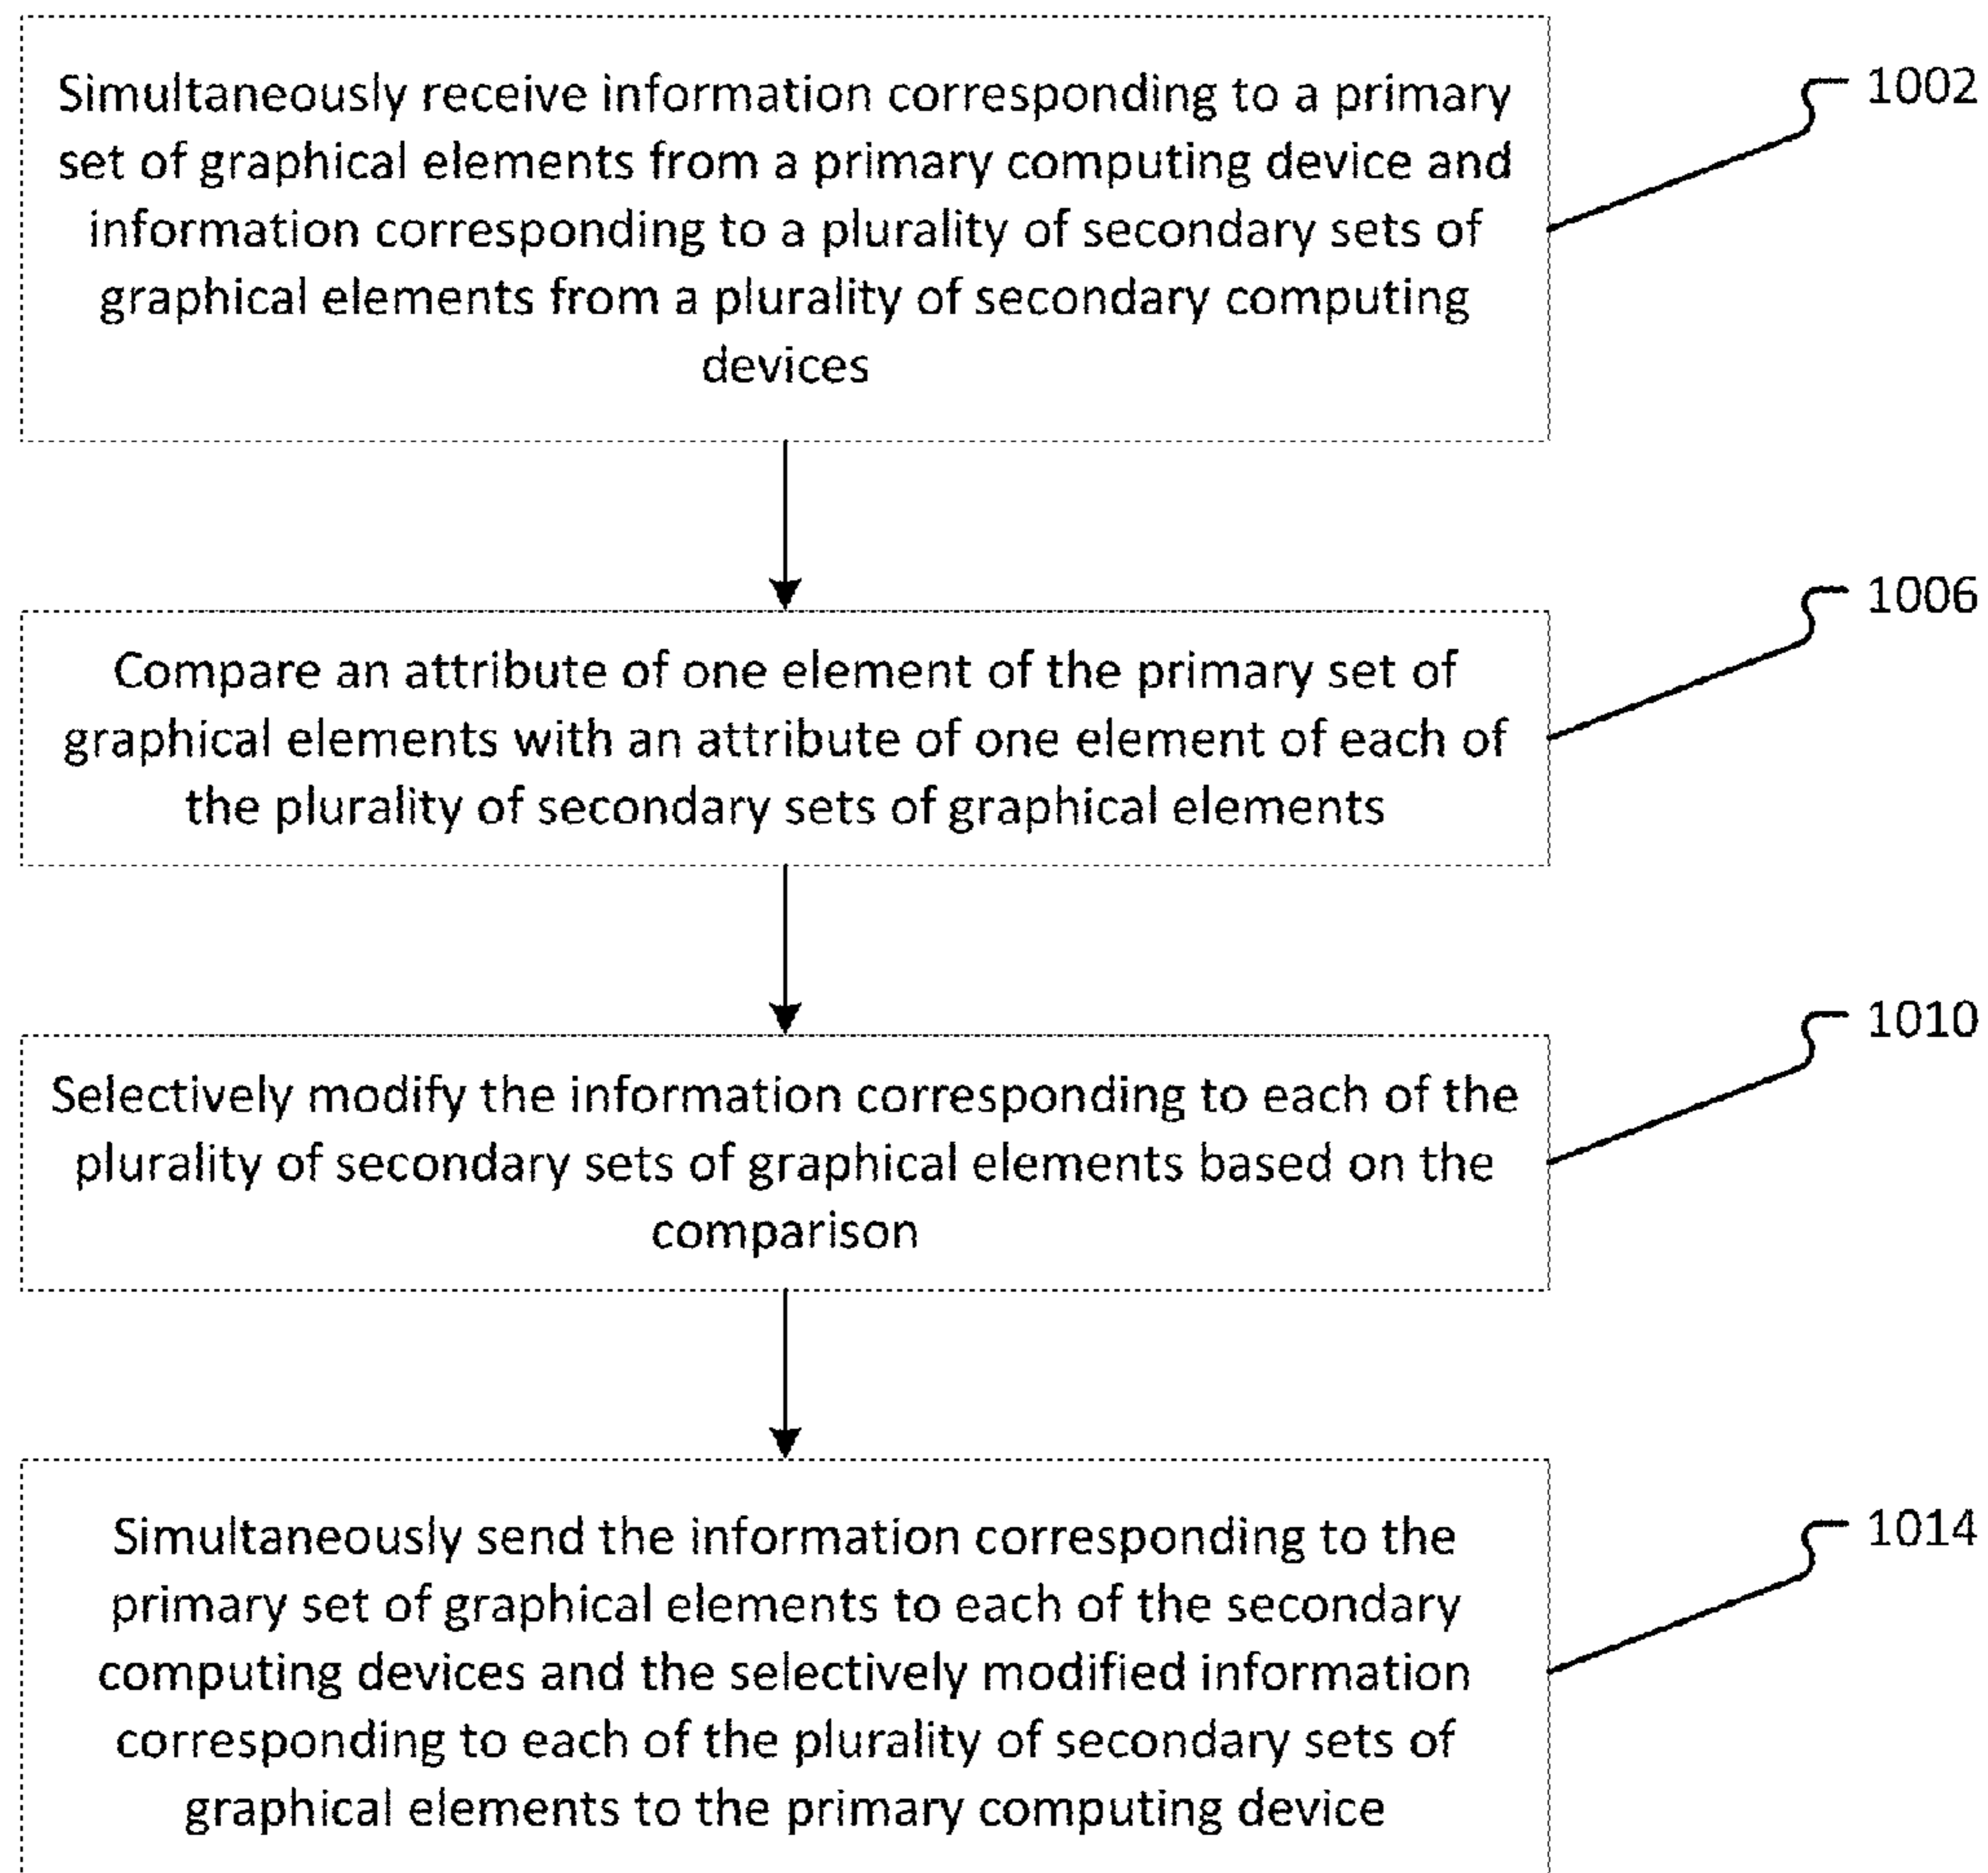 Simultaneously receive information corresponding to a primary
set of graphical elements from a primary computing device and
information corresponding to a plurality of secondary sets of
graphical elements from a plurality of secondary computing
devices
1002
Compare an attribute of one element of the primary set of
graphical elements with an attribute of one element of each of
the plurality of secondary sets of graphical elements
1006
Selectively modify the information corresponding to each of the
plurality of secondary sets of graphical elements based on the
comparison
1010
Simultaneously send the information corresponding to the
primary set of graphical elements to each of the secondary
computing devices and the selectively modified information
corresponding to each of the plurality of secondary sets of
graphical elements to the primary computing device
1014